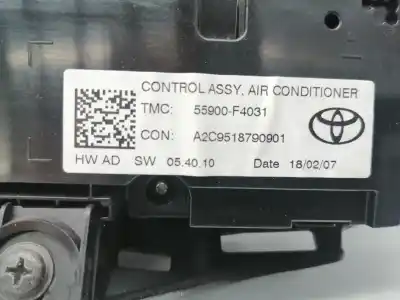 CONTROL ASSY, AIR CONDITIONER
TMC: 55900-F4031
CON: A2C9518790901
HW AD SW 05.40.10 Date 18/02/07